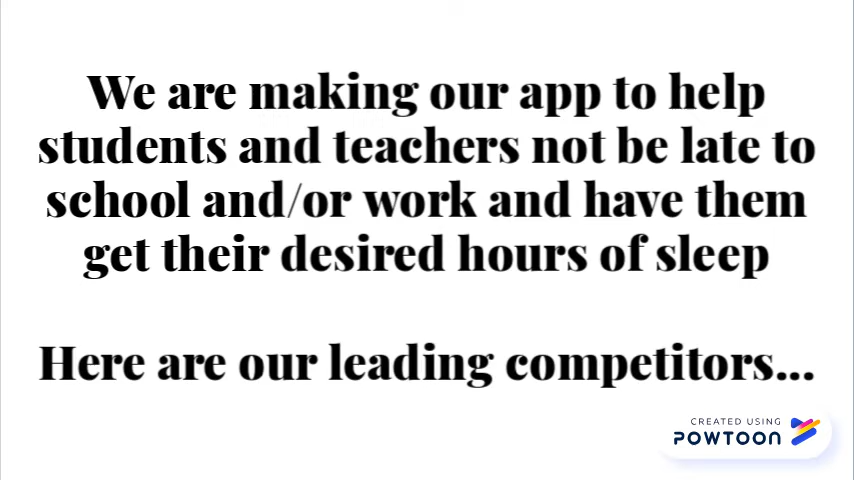 We are making our app to help
students and teachers not be late to
school and/or work and have them
get their desired hours of sleep
Here are our leading competitors...
CREATED USING
POWTOON